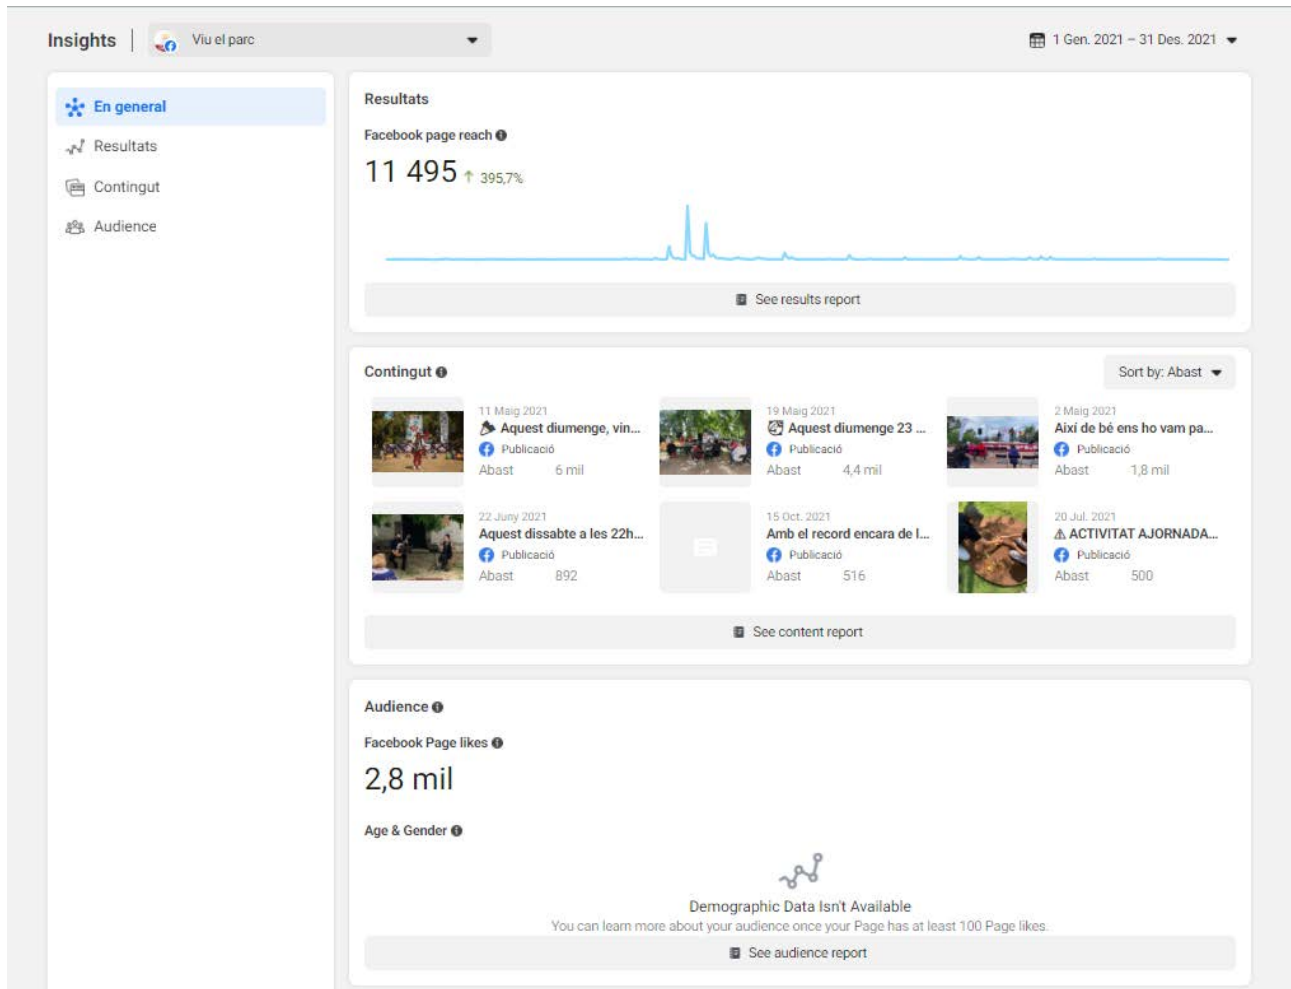 Insights
Viu el parc
1 Gen. 2021 – 31 Des. 2021
En general
Resultats
Contingut
Audience
Resultats
Facebook page reach
11 495 ↑ 395,7%
See results report
Contingut
Sort by: Abast
11 Maig 2021
Aquest diumenge, vin...
Publicació
Abast 6 mil
19 Maig 2021
Aquest diumenge 23 ...
Publicació
Abast 4,4 mil
2 Maig 2021
Així de bé ens ho vam pa...
Publicació
Abast 1,8 mil
22 Juny 2021
Aquest dissabte a les 22h...
Publicació
Abast 892
15 Oct. 2021
Amb el record encara de l...
Publicació
Abast 516
20 Jul. 2021
⚠ ACTIVITAT AJORNADA...
Publicació
Abast 500
See content report
Audience
Facebook Page likes
2,8 mil
Age & Gender
Demographic Data Isn't Available
You can learn more about your audience once your Page has at least 100 Page likes.
See audience report